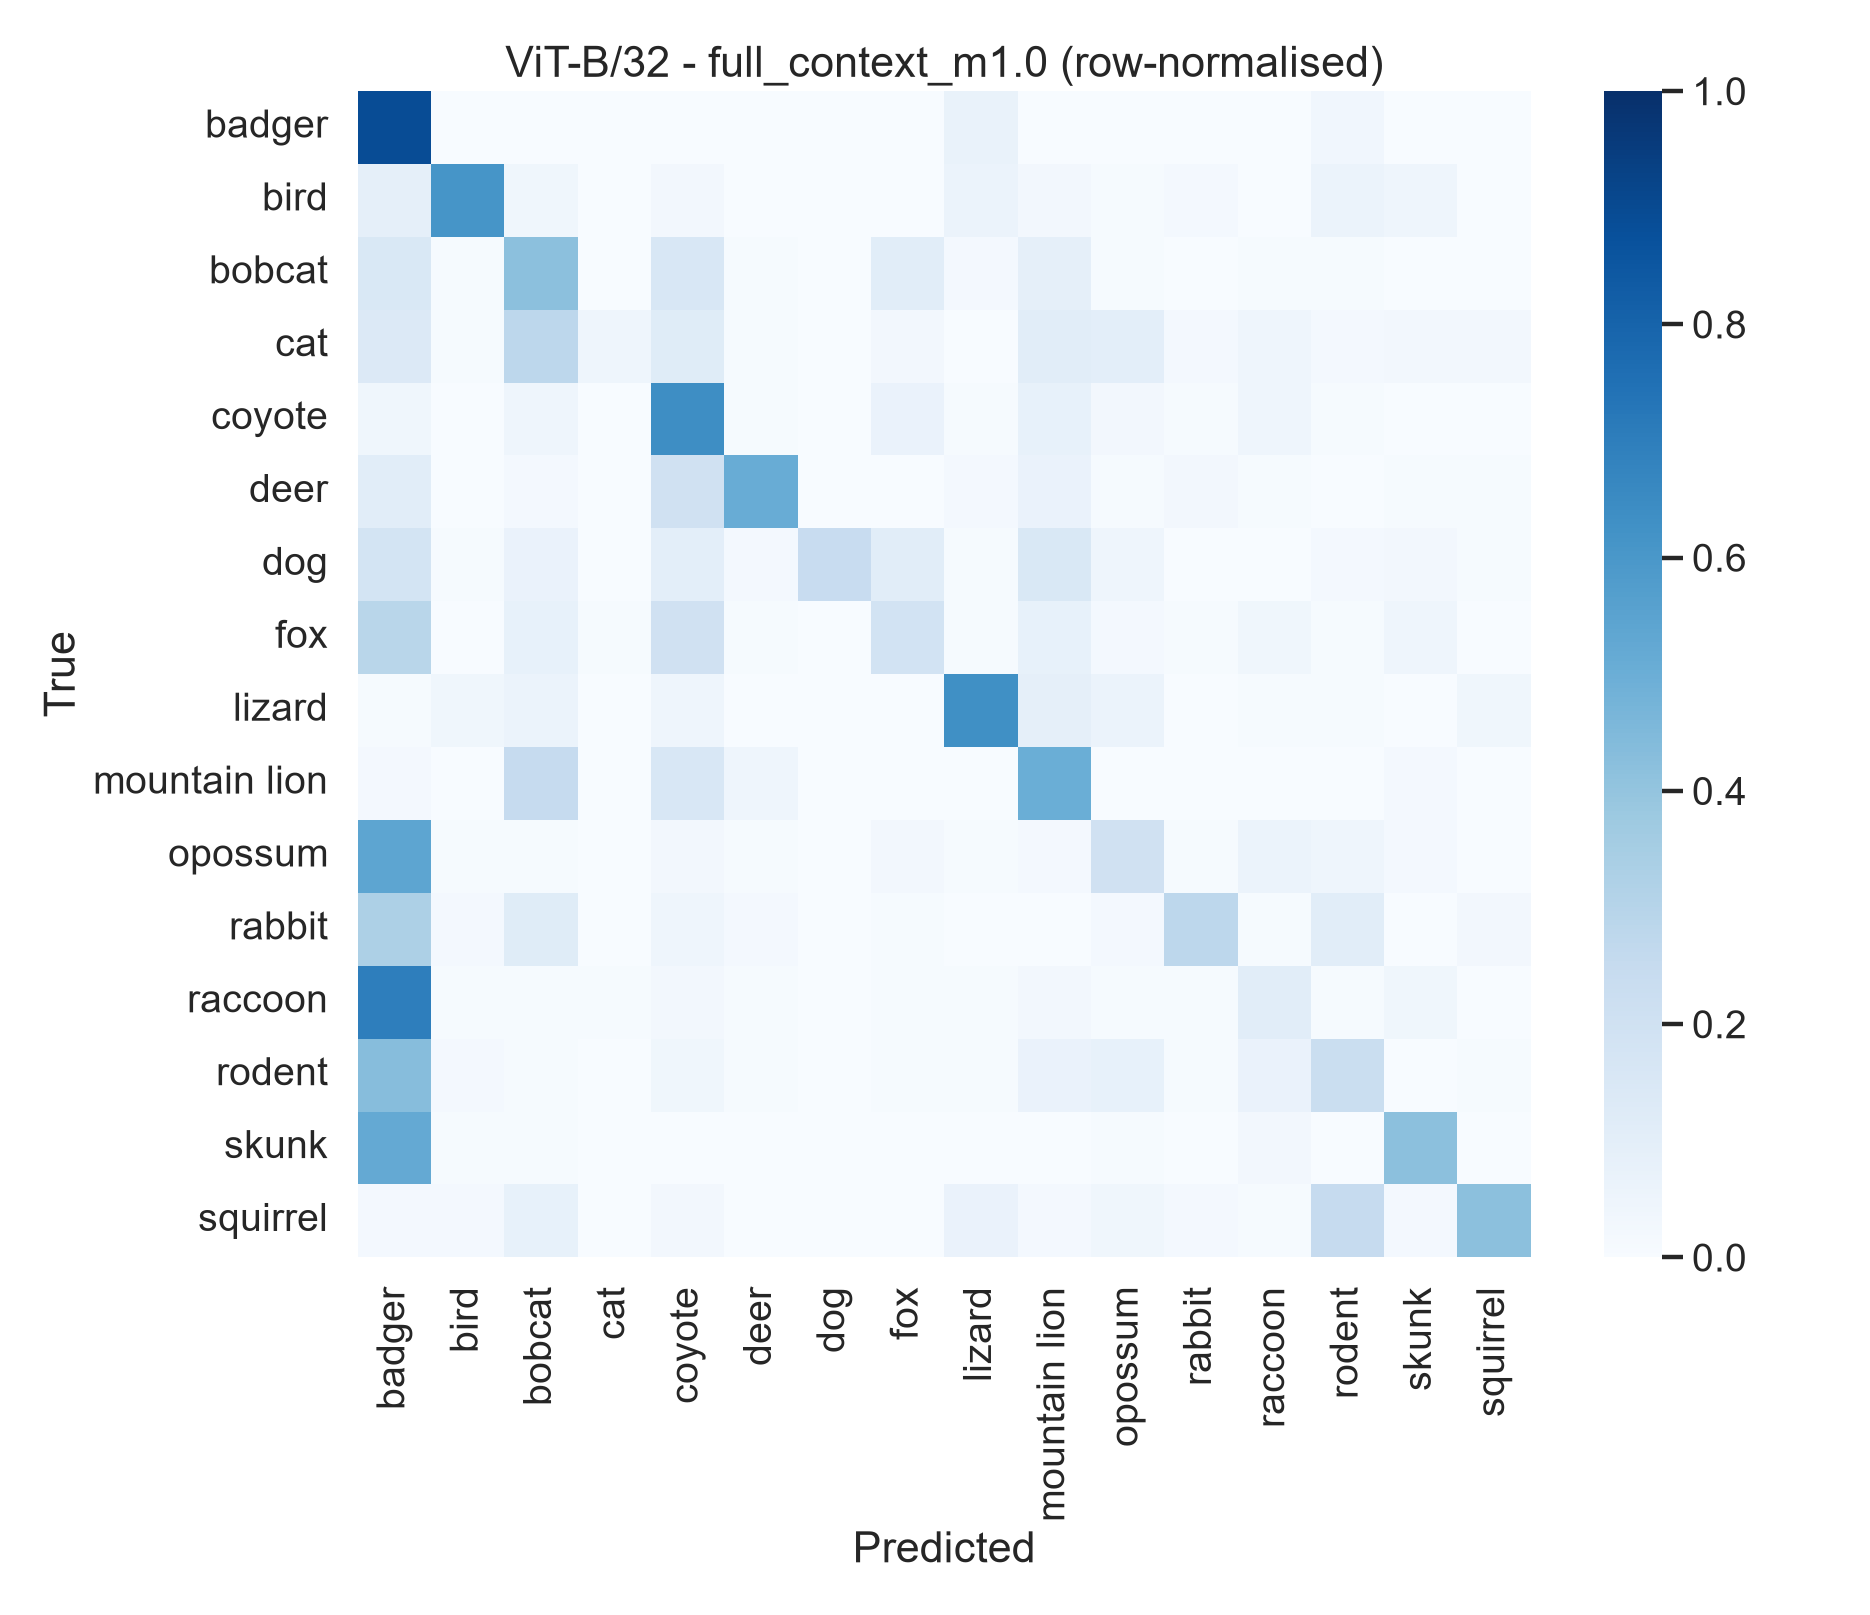 ViT-B/32 - full_context_m1.0 (row-normalised)
True
badger
bird
bobcat
cat
coyote
deer
dog
fox
lizard
mountain lion
opossum
rabbit
raccoon
rodent
skunk
squirrel
badger
bird
bobcat
cat
coyote
deer
dog
fox
lizard
mountain lion
opossum
rabbit
raccoon
rodent
skunk
squirrel
Predicted
1.0
0.8
0.6
0.4
0.2
0.0